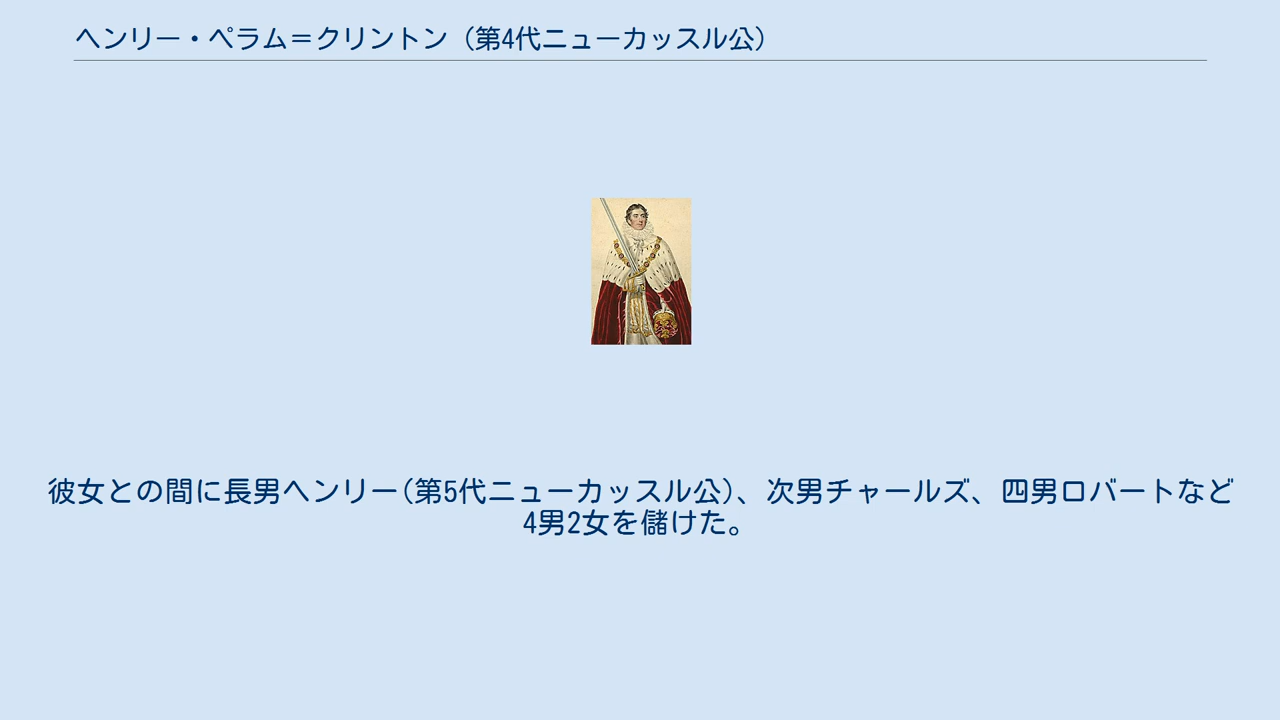 ヘンリー・ペラム＝クリントン（第4代ニューカッスル公）
彼女との間に長男ヘンリー(第5代ニューカッスル公)、次男チャールズ、四男ロバートなど
4男2女を儲けた。